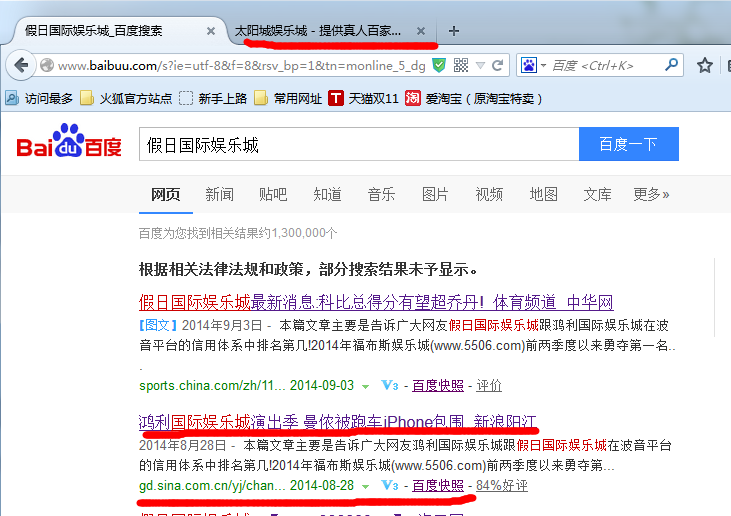 假日国际娱乐城_百度搜索
太阳城娱乐城 - 提供真人百家...
www.baibuu.com/s?ie=utf-8&f=8&rsv_bp=1&tn=monline_5_dg
百度 <Ctrl+K>
访问最多 火狐官方站点 新手上路 常用网址 T 天猫双11 淘 爱淘宝（原淘宝特卖）
Bai du 百度
假日国际娱乐城
百度一下
网页 新闻 贴吧 知道 音乐 图片 视频 地图 文库 更多»
百度为您找到相关结果约1,300,000个
根据相关法律法规和政策，部分搜索结果未予显示。
假日国际娱乐城最新消息:科比总得分有望超乔丹! 体育频道 中华网
[图文] 2014年9月3日 - 本篇文章主要是告诉广大网友假日国际娱乐城跟鸿利国际娱乐城在波
音平台的信用体系中排名第几!2014年福布斯娱乐城(www.5506.com)前两季度以来勇夺第一名..
.
sports.china.com/zh/11... 2014-09-03 V3 - 百度快照 - 评价
鸿利国际娱乐城演出季 曼侬被跑车iPhone包围_新浪阳江
2014年8月28日 - 本篇文章主要是告诉广大网友鸿利国际娱乐城跟假日国际娱乐城在波音平台
的信用体系中排名第几!2014年福布斯娱乐城(www.5506.com)前两季度以来勇夺第...
gd.sina.com.cn/yj/chan... 2014-08-28 V3 - 百度快照 - 84%好评